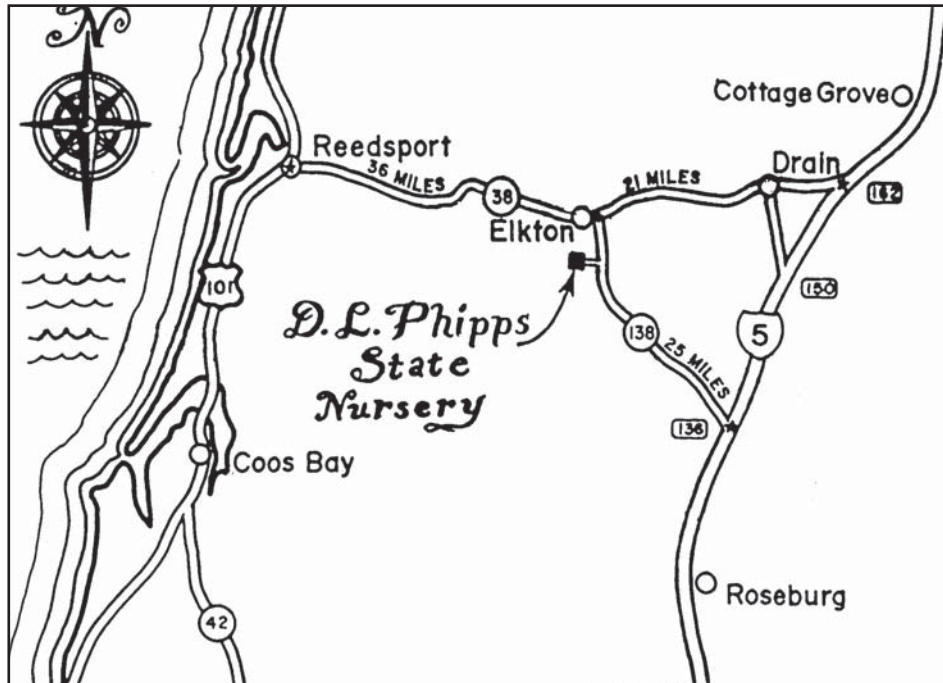 N
Cottage Grove
Reedsport
36 MILES
38
Elkton
21 MILES
Drain
162
150
101
D. L. Phipps
State
Nursery
138
25 MILES
5
136
Coos Bay
Roseburg
42